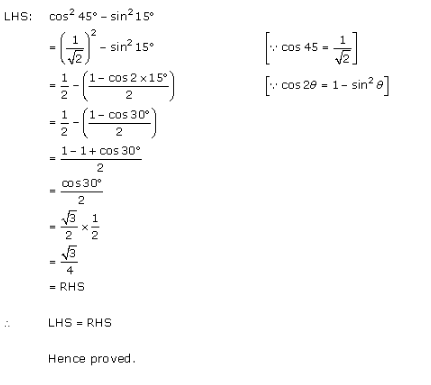 LHS: cos² 45° – sin² 15°
= (1/√2)² – sin² 15° [∵ cos 45 = 1/√2]
= 1/2 – ((1 – cos 2 × 15°)/2) [∵ cos 2θ = 1 – sin² θ]
= 1/2 – ((1 – cos 30°)/2)
= (1 – 1 + cos 30°)/2
= cos 30°/2
= √3/2 × 1/2
= √3/4
= RHS
∴ LHS = RHS
Hence proved.